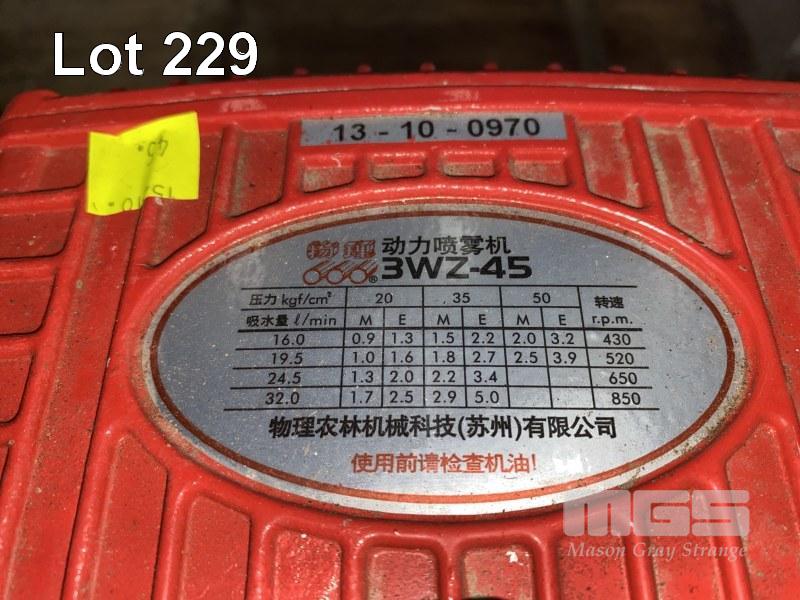 Lot 229
13 - 10 - 0970
物理 动力喷雾机
® 3WZ-45
压力 kgf/cm² 20 35 50 转速
吸水量 ℓ/min M E M E M E r.p.m.
16.0 0.9 1.3 1.5 2.2 2.0 3.2 430
19.5 1.0 1.6 1.8 2.7 2.5 3.9 520
24.5 1.3 2.0 2.2 3.4 650
32.0 1.7 2.5 2.9 5.0 850
物理农林机械科技(苏州)有限公司
使用前请检查机油!
MGS
Mason Gray Strange